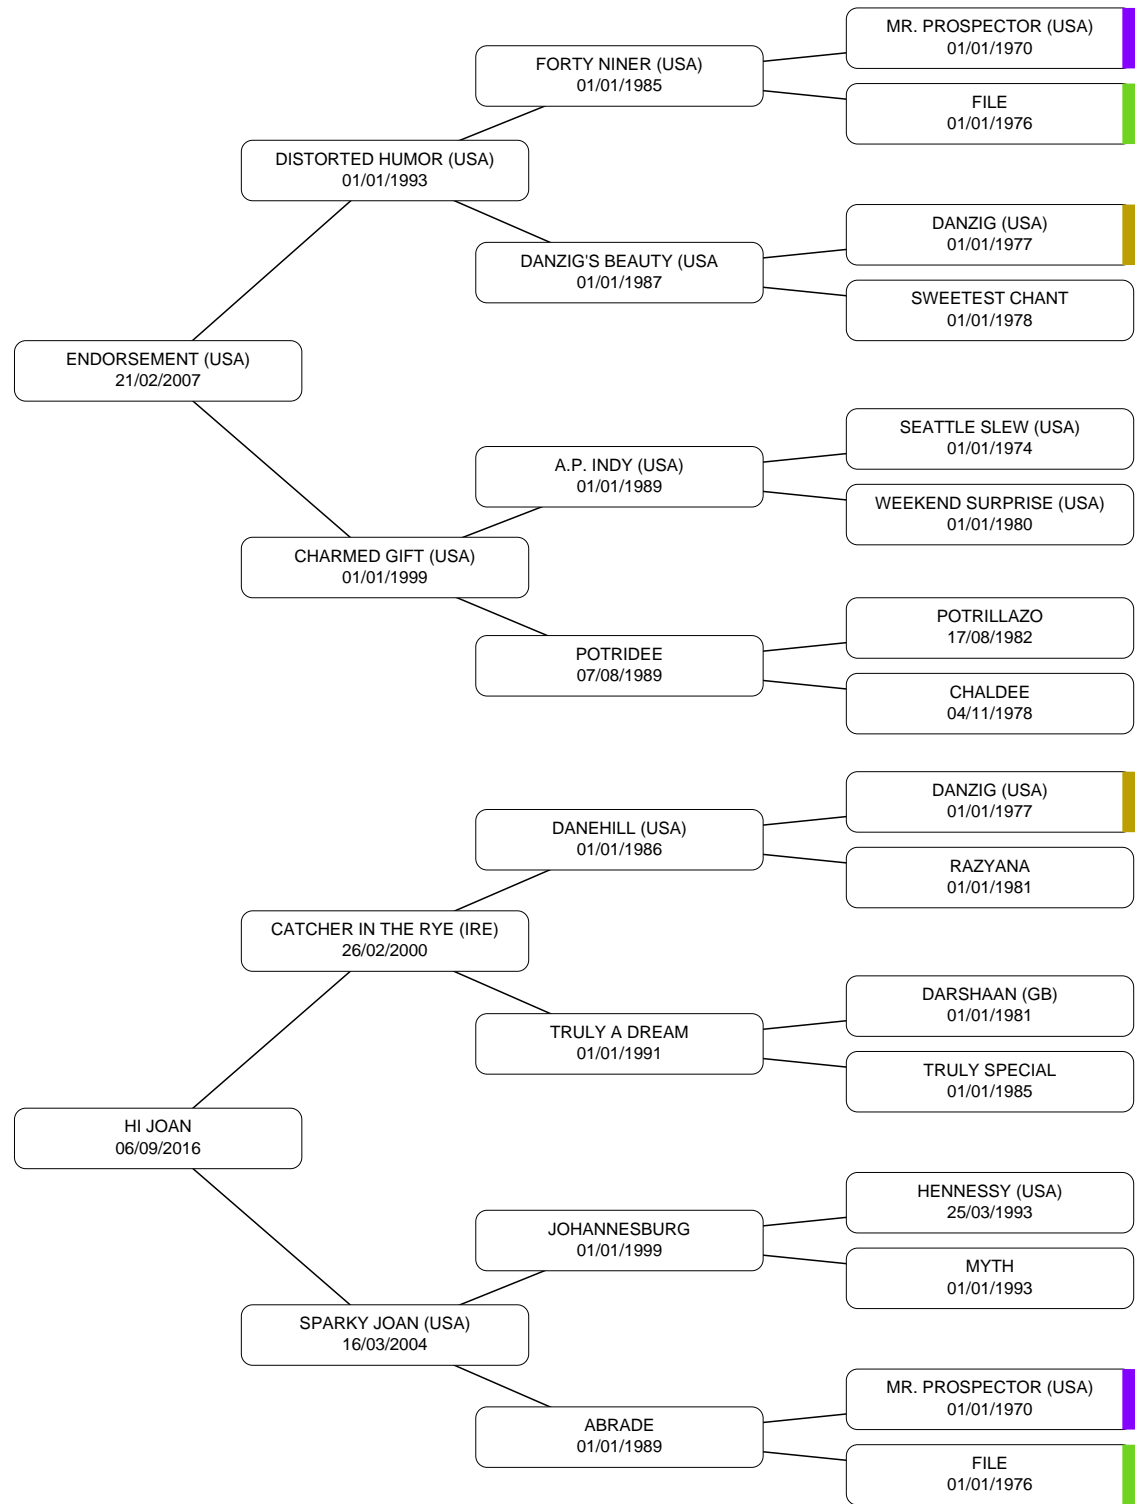 MR. PROSPECTOR (USA)
01/01/1970
FORTY NINER (USA)
01/01/1985
FILE
01/01/1976
DISTORTED HUMOR (USA)
01/01/1993
DANZIG (USA)
01/01/1977
DANZIG'S BEAUTY (USA
01/01/1987
SWEETEST CHANT
01/01/1978
ENDORSEMENT (USA)
21/02/2007
SEATTLE SLEW (USA)
01/01/1974
A.P. INDY (USA)
01/01/1989
WEEKEND SURPRISE (USA)
01/01/1980
CHARMED GIFT (USA)
01/01/1999
POTRILLAZO
17/08/1982
POTRIDEE
07/08/1989
CHALDEE
04/11/1978
DANZIG (USA)
01/01/1977
DANEHILL (USA)
01/01/1986
RAZYANA
01/01/1981
CATCHER IN THE RYE (IRE)
26/02/2000
DARSHAAN (GB)
01/01/1981
TRULY A DREAM
01/01/1991
TRULY SPECIAL
01/01/1985
HI JOAN
06/09/2016
HENNESSY (USA)
25/03/1993
JOHANNESBURG
01/01/1999
MYTH
01/01/1993
SPARKY JOAN (USA)
16/03/2004
MR. PROSPECTOR (USA)
01/01/1970
ABRADE
01/01/1989
FILE
01/01/1976